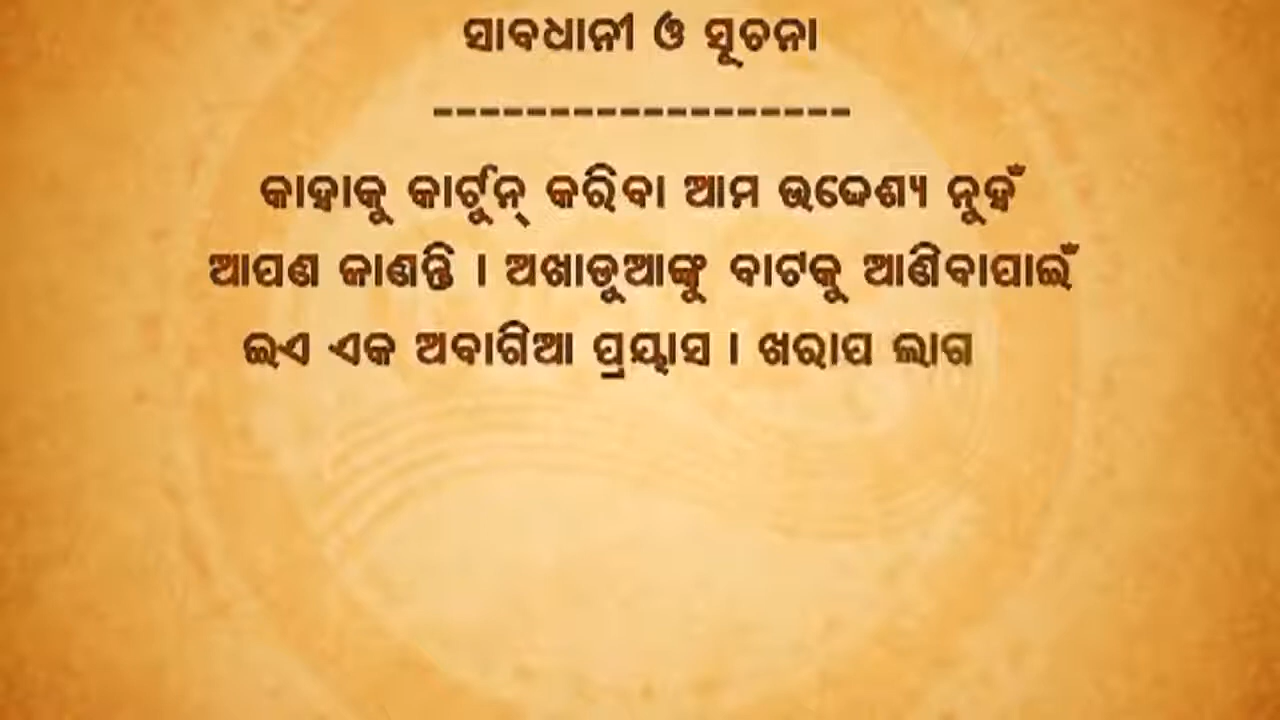 ସାବଧାନୀ ଓ ସୂଚନା
------------------
କାହାକୁ କାର୍ଟୁନ୍ କରିବା ଆମ ଉଦ୍ଦେଶ୍ୟ ନୁହଁ
ଆପଣ ଜାଣନ୍ତି । ଅଖାଡୁଆଙ୍କୁ ବାଟକୁ ଆଣିବାପାଇଁ
ଇଏ ଏକ ଅବାଗିଆ ପ୍ରୟାସ । ଖରାପ ଲାଗ